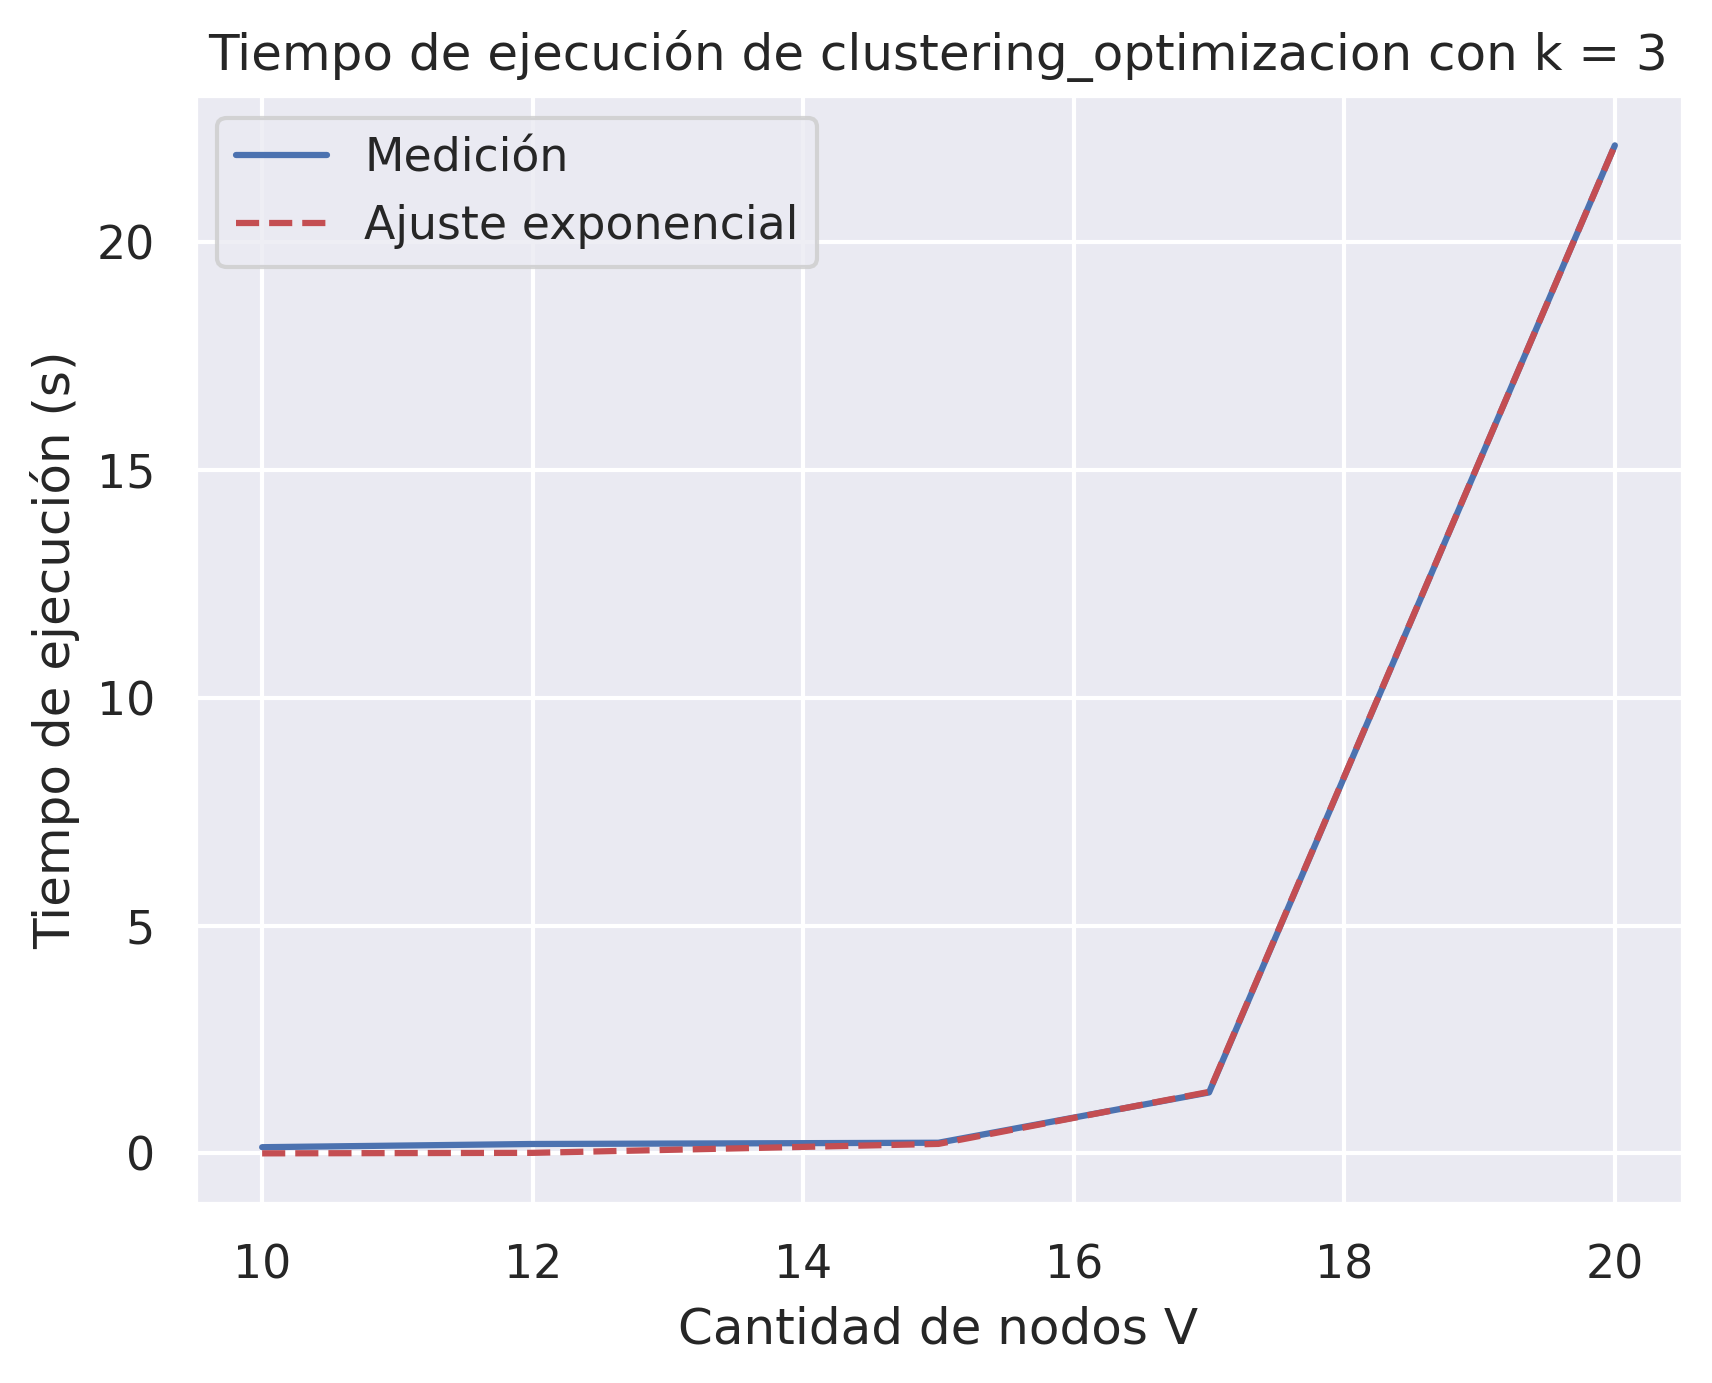 Tiempo de ejecución de clustering_optimizacion con k = 3
Medición
Ajuste exponencial
Tiempo de ejecución (s)
20
15
10
5
0
10 12 14 16 18 20
Cantidad de nodos V